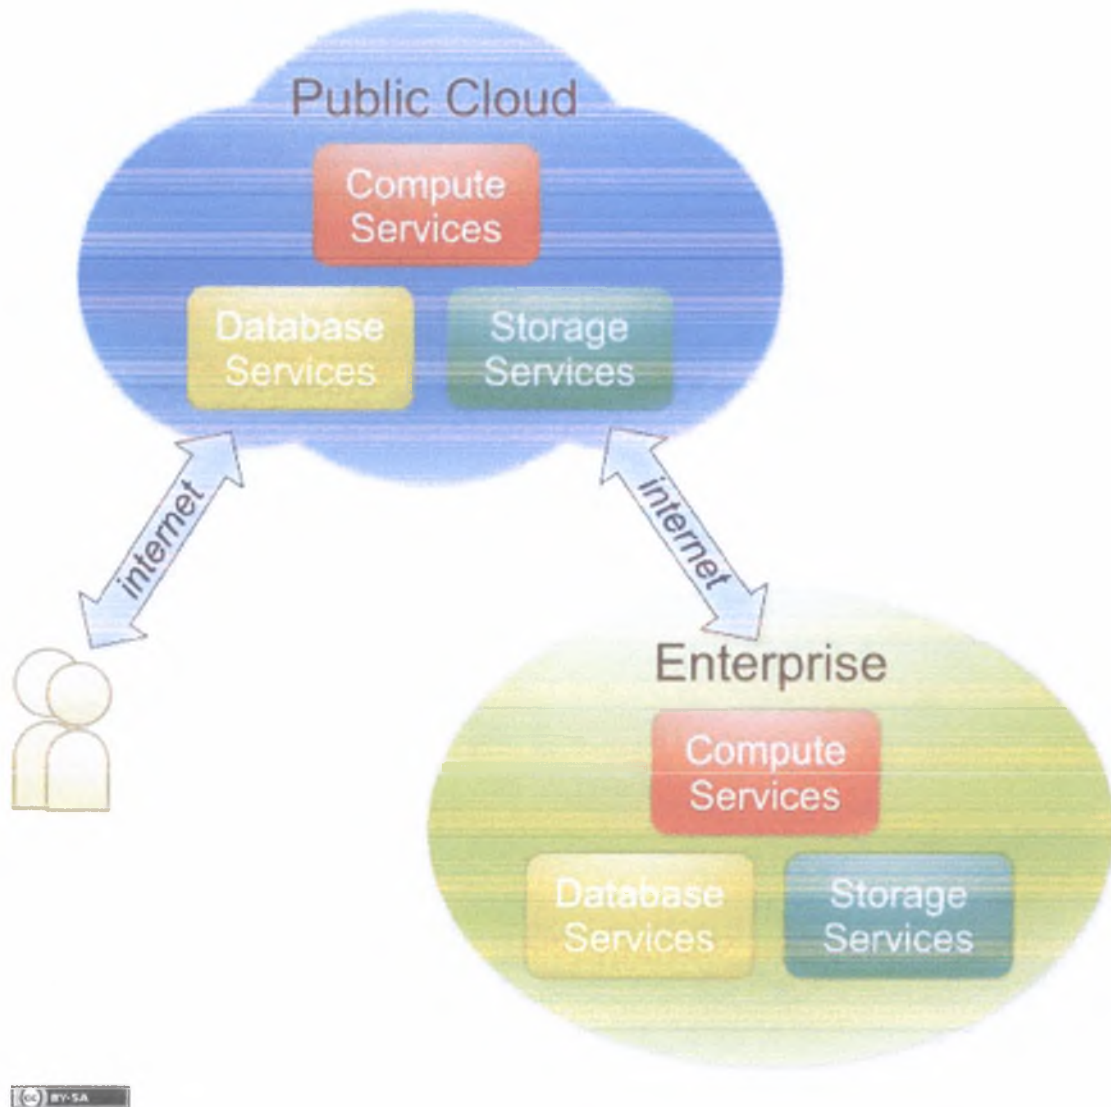 Public Cloud
Compute
Services
Database
Services
Storage
Services
internet
internet
Enterprise
Compute
Services
Database
Services
Storage
Services
cc BY-SA